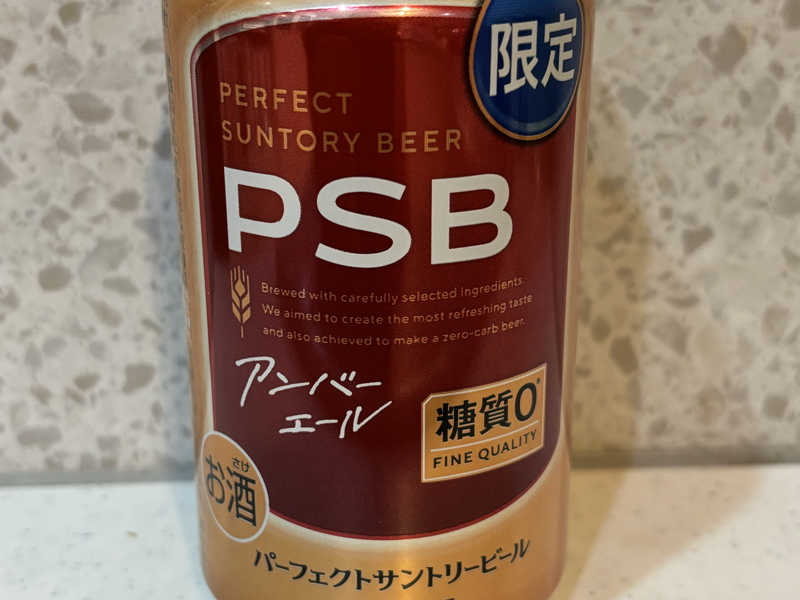 限定
PERFECT
SUNTORY BEER
PSB
Brewed with carefully selected ingredients.
We aimed to create the most refreshing taste
and also achieved to make a zero-carb beer.
アンバー
エール
糖質0*
FINE QUALITY
さけ
お酒
パーフェクトサントリービール